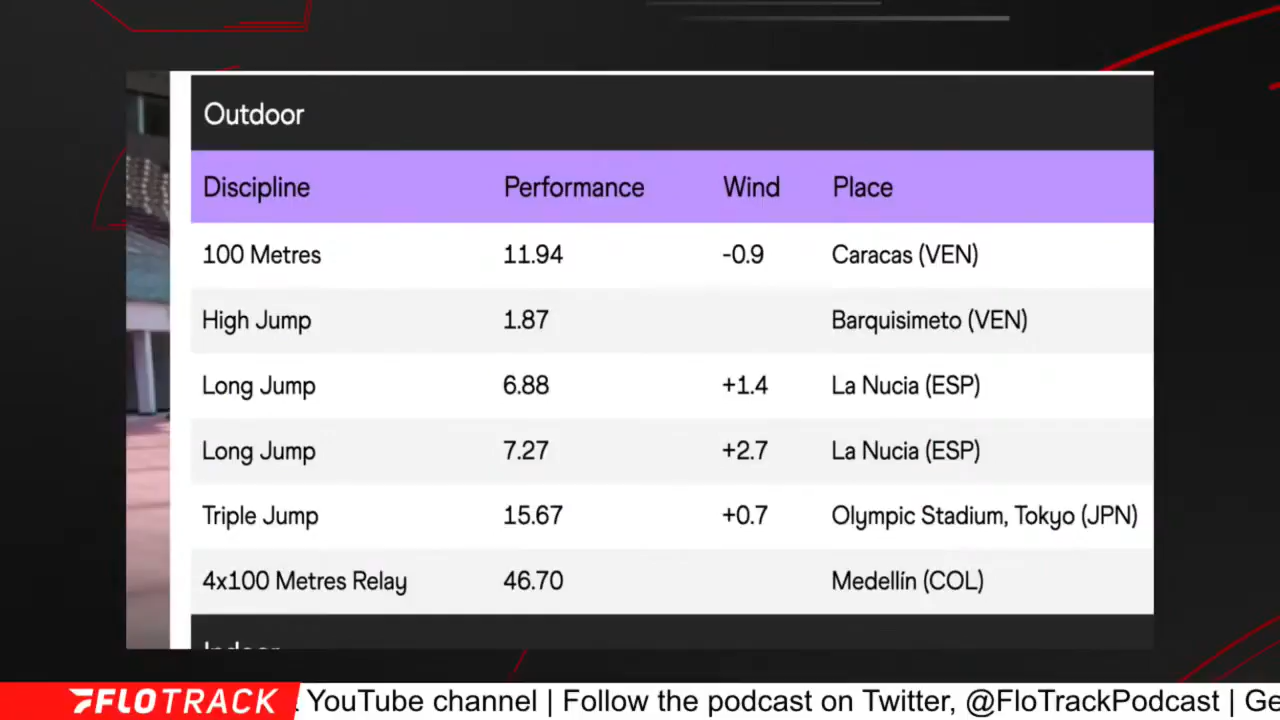 Outdoor
Discipline Performance Wind Place
100 Metres 11.94 -0.9 Caracas (VEN)
High Jump 1.87 Barquisimeto (VEN)
Long Jump 6.88 +1.4 La Nucia (ESP)
Long Jump 7.27 +2.7 La Nucia (ESP)
Triple Jump 15.67 +0.7 Olympic Stadium, Tokyo (JPN)
4x100 Metres Relay 46.70 Medellín (COL)
FLOTRACK YouTube channel | Follow the podcast on Twitter, @FloTrackPodcast |